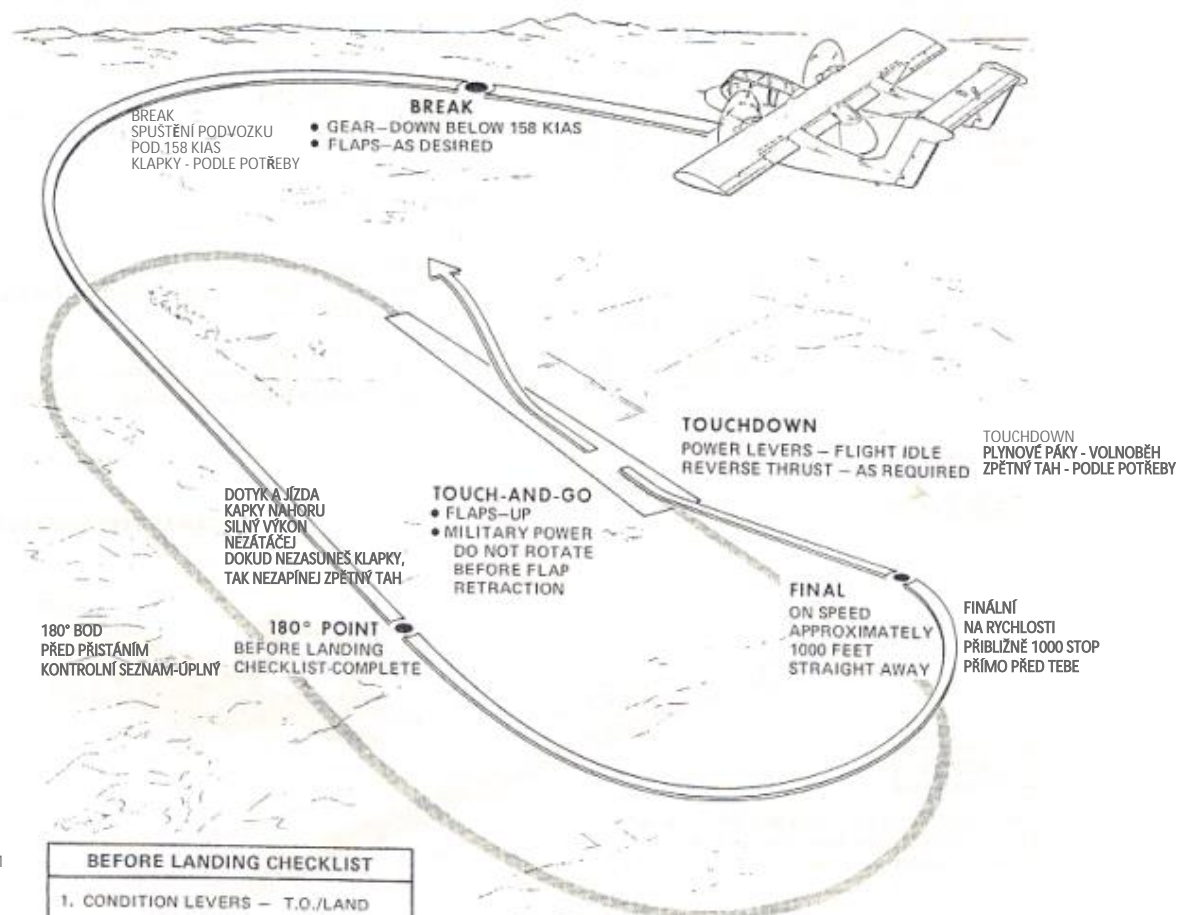 BREAK
SPUŠTĚNÍ PODVOZKU
POD.158 KIAS
KLAPKY - PODLE POTŘEBY
BREAK
• GEAR–DOWN BELOW 158 KIAS
• FLAPS–AS DESIRED
TOUCHDOWN
POWER LEVERS – FLIGHT IDLE
REVERSE THRUST – AS REQUIRED
TOUCHDOWN
PLYNOVÉ PÁKY - VOLNOBĚH
ZPĚTNÝ TAH - PODLE POTŘEBY
DOTYK A JÍZDA
KAPKY NAHORU
SILNÝ VÝKON
NEZÁTÁČEJ
DOKUD NEZASUNEŠ KLAPKY,
TAK NEZAPÍNEJ ZPĚTNÝ TAH
TOUCH-AND-GO
• FLAPS–UP
• MILITARY POWER
DO NOT ROTATE
BEFORE FLAP
RETRACTION
FINAL
ON SPEED
APPROXIMATELY
1000 FEET
STRAIGHT AWAY
FINÁLNÍ
NA RYCHLOSTI
PŘIBLIŽNĚ 1000 STOP
PŘÍMO PŘED TEBE
180° BOD
PŘED PŘISTÁNÍM
KONTROLNÍ SEZNAM-ÚPLNÝ
180° POINT
BEFORE LANDING
CHECKLIST-COMPLETE
BEFORE LANDING CHECKLIST
1. CONDITION LEVERS – T.O./LAND